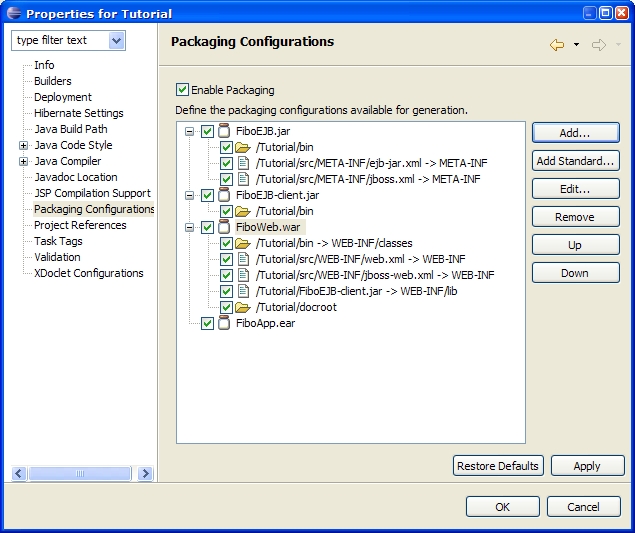 Properties for Tutorial
type filter text
Info
Builders
Deployment
Hibernate Settings
Java Build Path
Java Code Style
Java Compiler
Javadoc Location
JSP Compilation Support
Packaging Configurations
Project References
Task Tags
Validation
XDoclet Configurations
Packaging Configurations
Enable Packaging
Define the packaging configurations available for generation.
FiboEJB.jar
/Tutorial/bin
/Tutorial/src/META-INF/ejb-jar.xml -> META-INF
/Tutorial/src/META-INF/jboss.xml -> META-INF
FiboEJB-client.jar
/Tutorial/bin
FiboWeb.war
/Tutorial/bin -> WEB-INF/classes
/Tutorial/src/WEB-INF/web.xml -> WEB-INF
/Tutorial/src/WEB-INF/jboss-web.xml -> WEB-INF
/Tutorial/FiboEJB-client.jar -> WEB-INF/lib
/Tutorial/docroot
FiboApp.ear
Add...
Add Standard...
Edit...
Remove
Up
Down
Restore Defaults
Apply
OK
Cancel